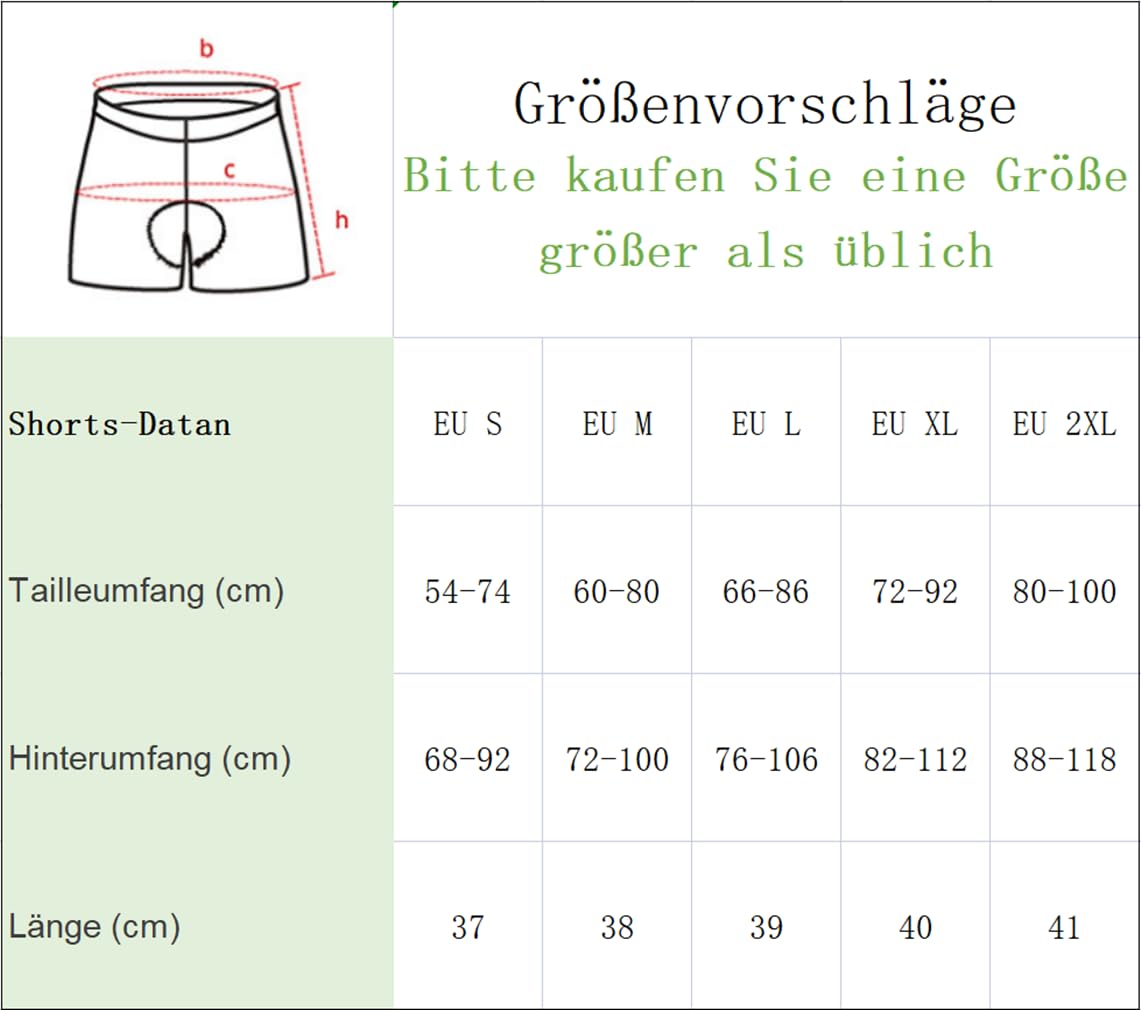 b
c
h
Größenvorschläge
Bitte kaufen Sie eine Größe
größer als üblich
Shorts-Datan EU S EU M EU L EU XL EU 2XL
Tailleumfang (cm) 54-74 60-80 66-86 72-92 80-100
Hinterumfang (cm) 68-92 72-100 76-106 82-112 88-118
Länge (cm) 37 38 39 40 41